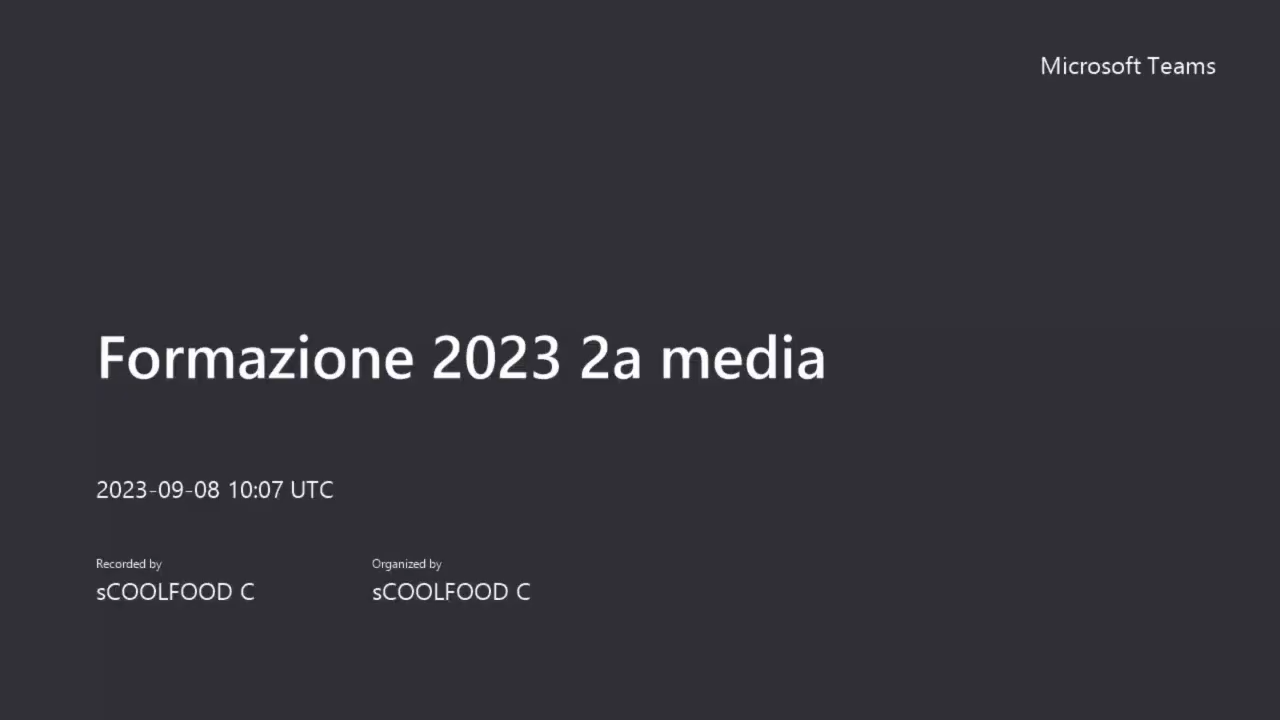 Microsoft Teams
Formazione 2023 2a media
2023-09-08 10:07 UTC
Recorded by
sCOOLFOOD C
Organized by
sCOOLFOOD C